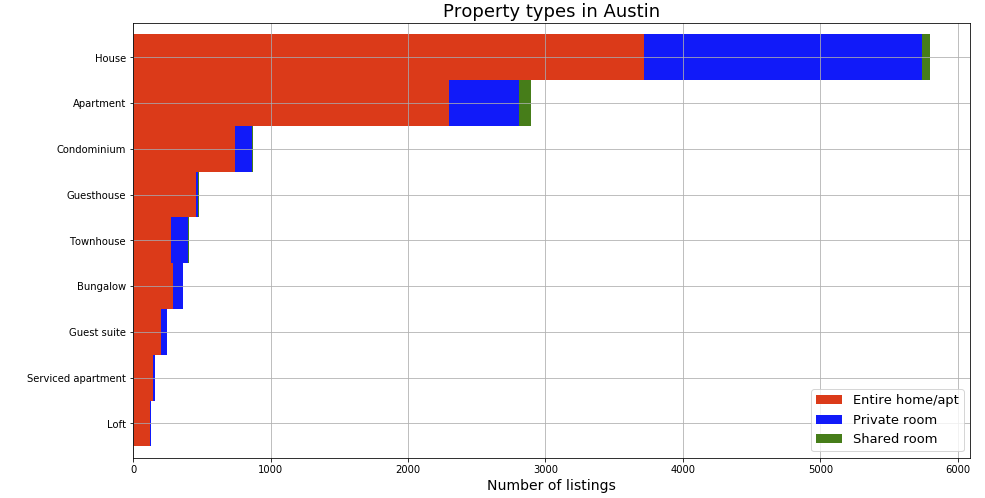 Property types in Austin
House
Apartment
Condominium
Guesthouse
Townhouse
Bungalow
Guest suite
Serviced apartment
Loft
Entire home/apt
Private room
Shared room
0 1000 2000 3000 4000 5000 6000
Number of listings